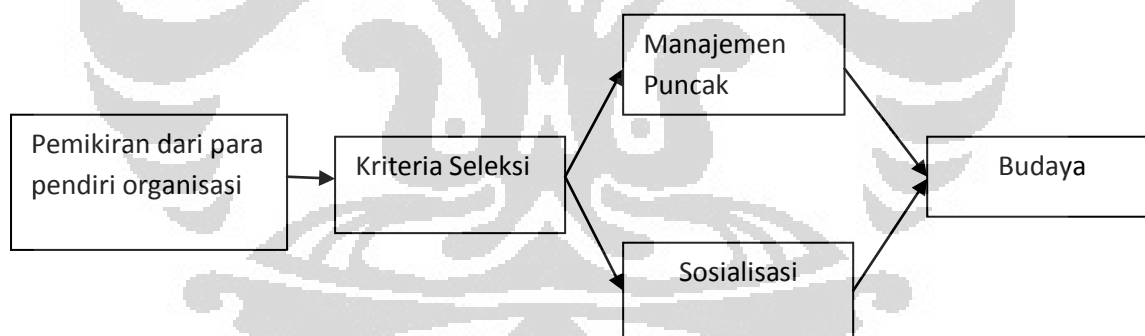 Pemikiran dari para
pendiri organisasi
Kriteria Seleksi
Manajemen
Puncak
Sosialisasi
Budaya